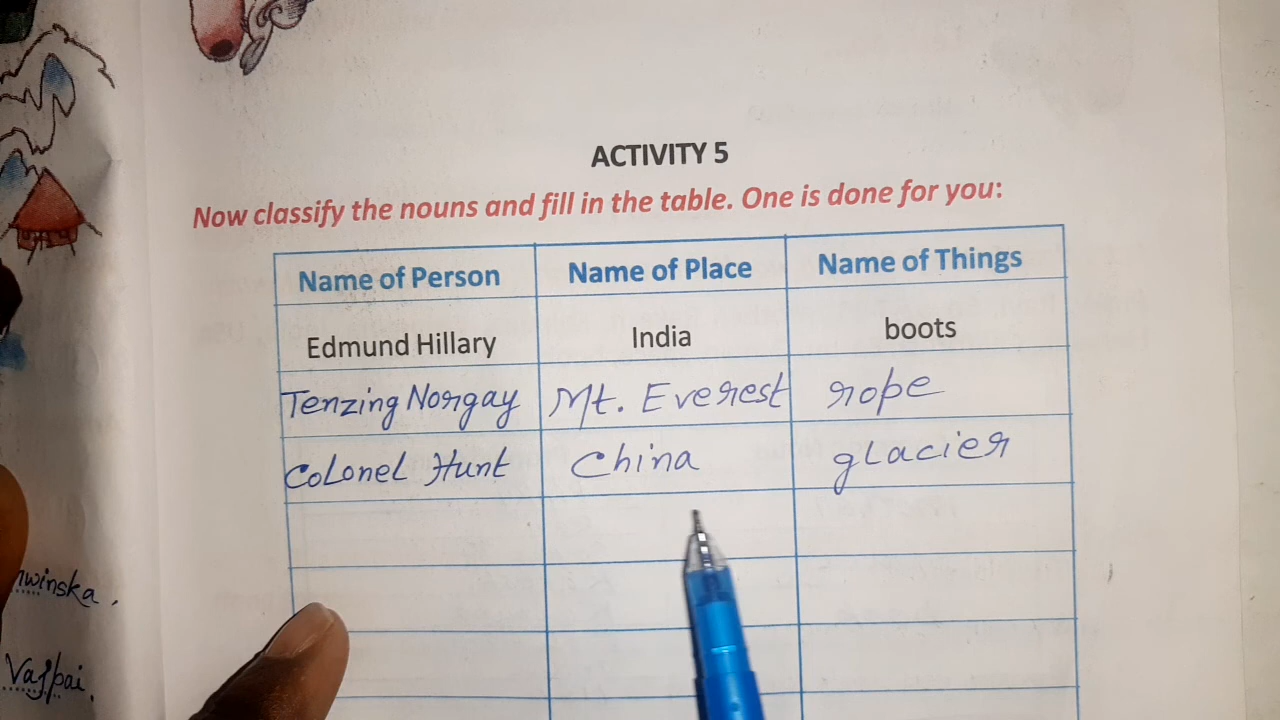 ACTIVITY 5
Now classify the nouns and fill in the table. One is done for you:
Name of Person Name of Place Name of Things
Edmund Hillary India boots
Tenzing Norgay Mt. Everest rope
Colonel Hunt China glacier
Vajpai.